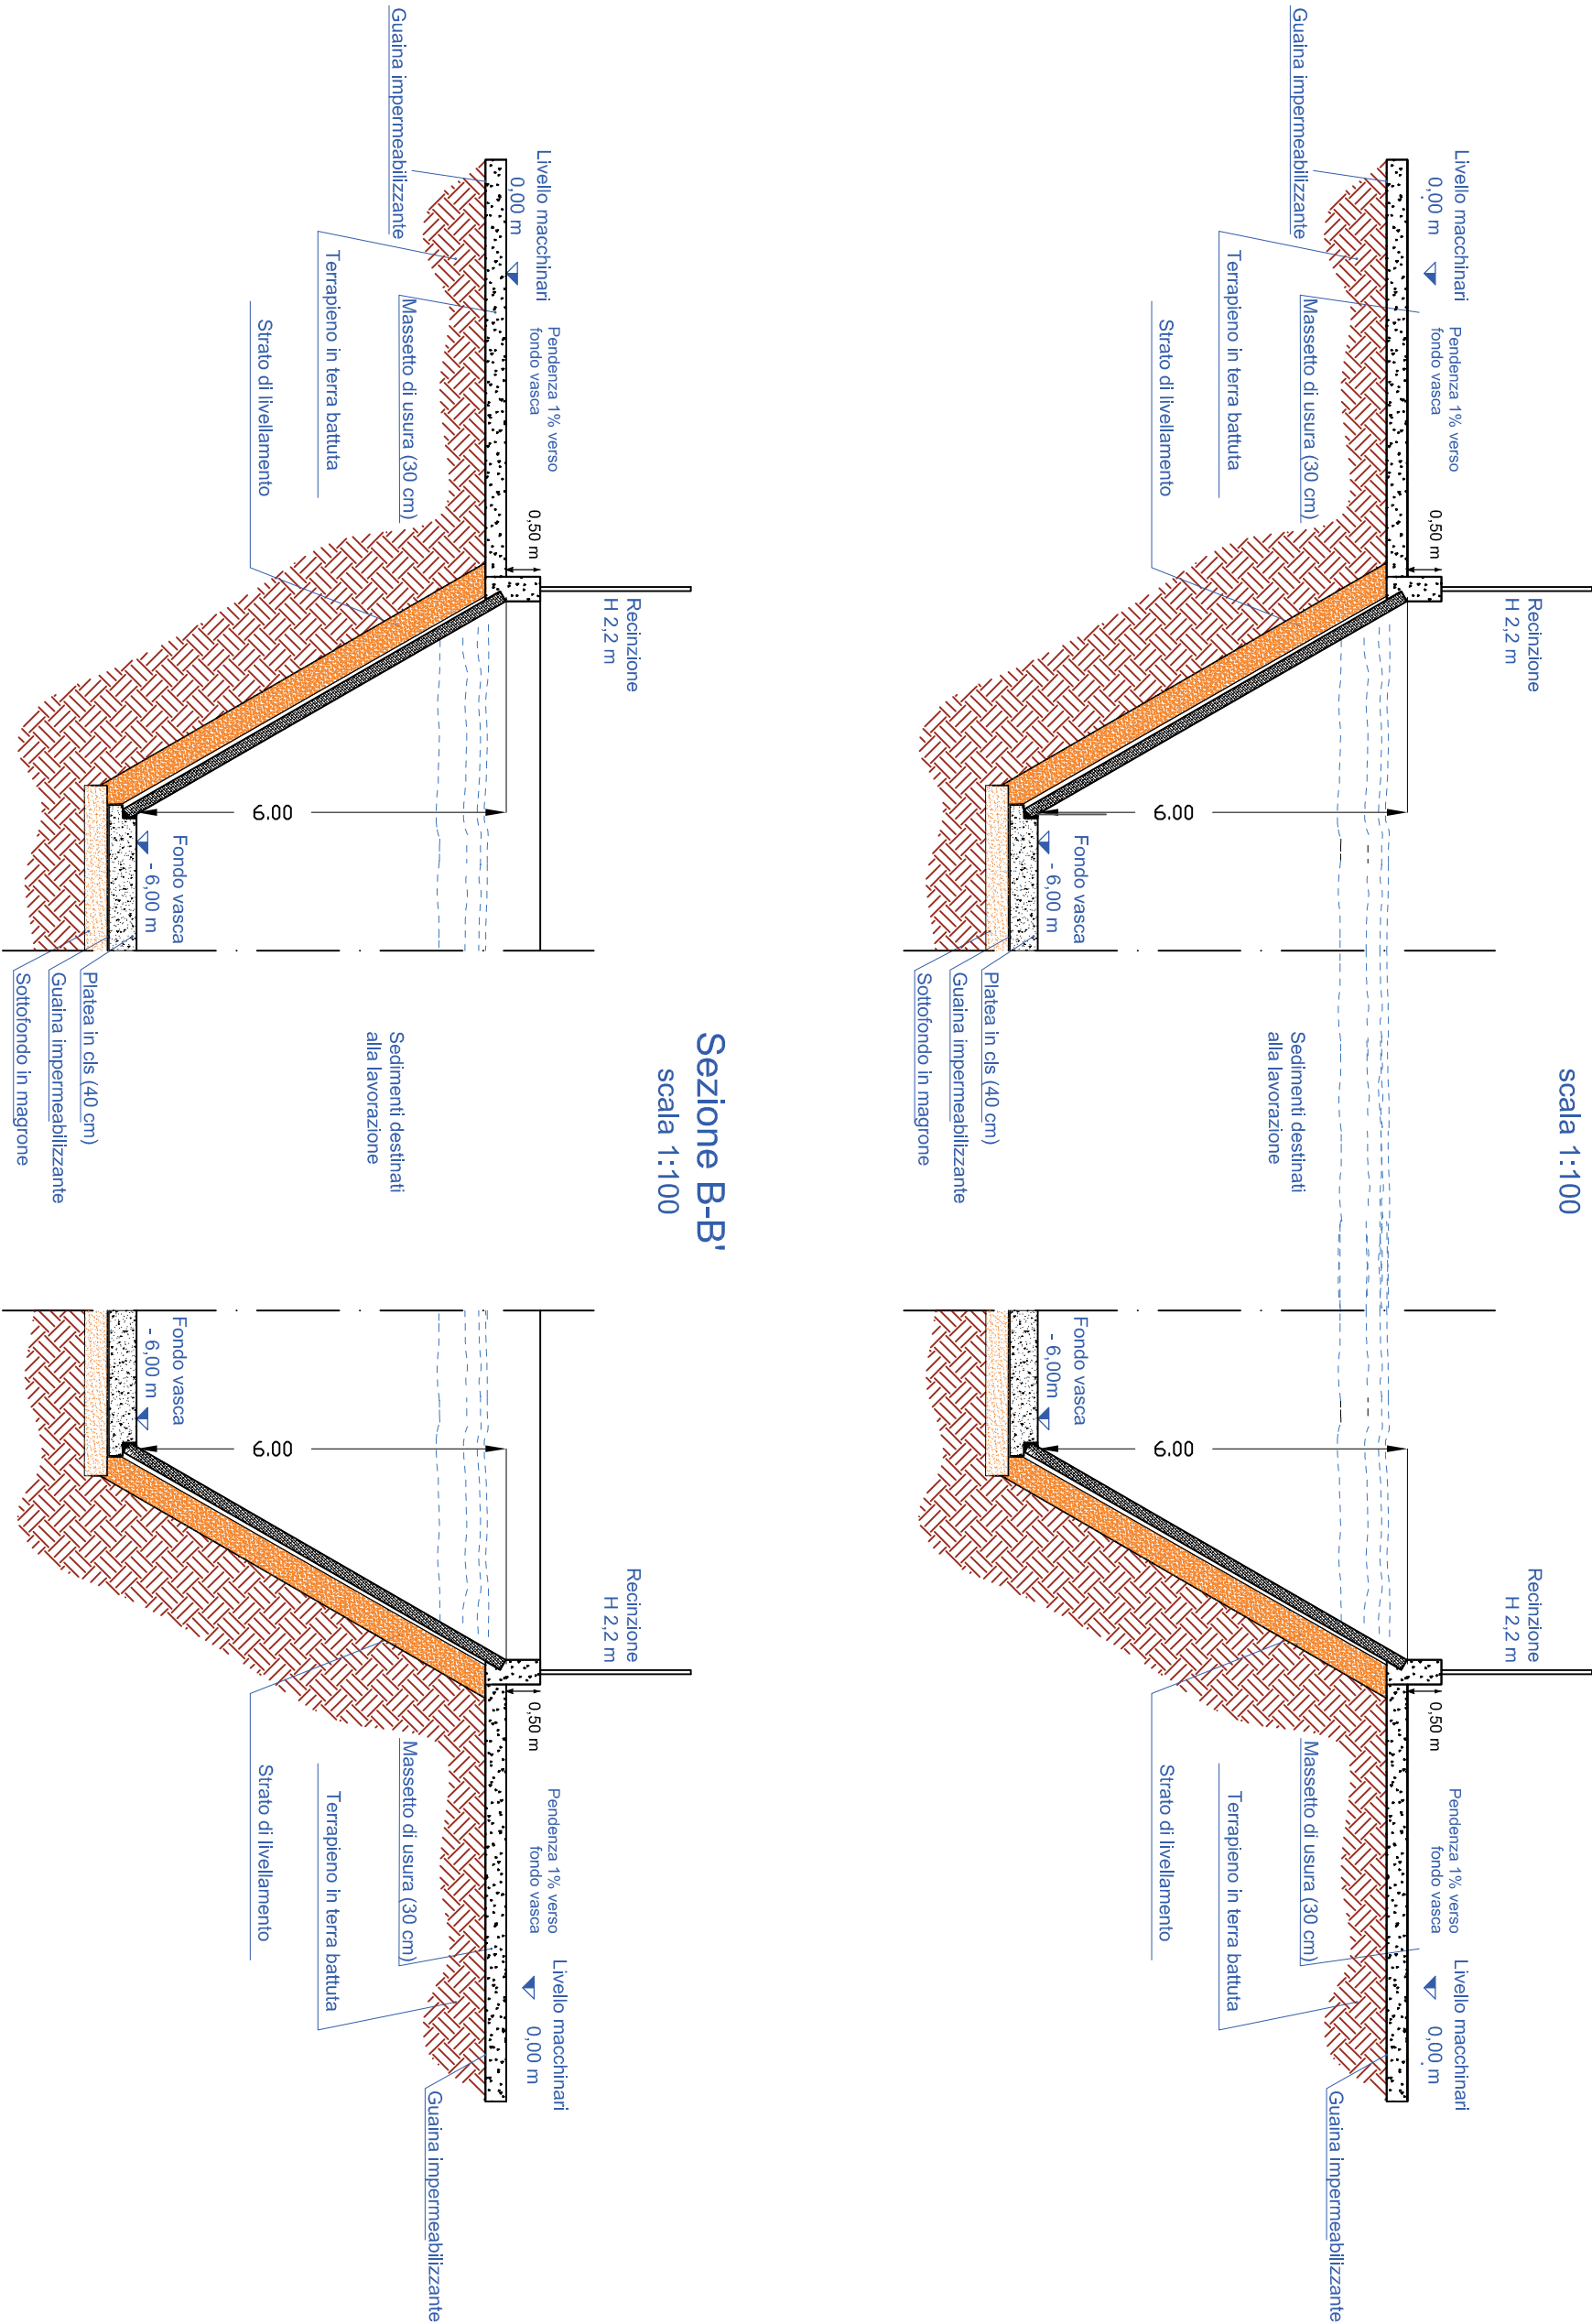 scala 1:100
Recinzione
H 2,2 m
Recinzione
H 2,2 m
Livello macchinari
0,00 m
Pendenza 1% verso
fondo vasca
0,50 m
0,50 m
Pendenza 1% verso
fondo vasca
Livello macchinari
0,00 m
Guaina impermeabilizzante
Massetto di usura (30 cm)
Terrapieno in terra battuta
Strato di livellamento
6.00
Fondo vasca
- 6,00 m
Sedimenti destinati
alla lavorazione
Platea in cls (40 cm)
Guaina impermeabilizzante
Sottofondo in magrone
6.00
Fondo vasca
- 6,00m
Massetto di usura (30 cm)
Terrapieno in terra battuta
Strato di livellamento
Guaina impermeabilizzante
Sezione B-B'
scala 1:100
Recinzione
H 2,2 m
Recinzione
H 2,2 m
Livello macchinari
0,00 m
Pendenza 1% verso
fondo vasca
0,50 m
0,50 m
Pendenza 1% verso
fondo vasca
Livello macchinari
0,00 m
Guaina impermeabilizzante
Massetto di usura (30 cm)
Terrapieno in terra battuta
Strato di livellamento
6.00
Fondo vasca
- 6,00 m
Sedimenti destinati
alla lavorazione
Platea in cls (40 cm)
Guaina impermeabilizzante
Sottofondo in magrone
6.00
Fondo vasca
- 6,00 m
Massetto di usura (30 cm)
Terrapieno in terra battuta
Strato di livellamento
Guaina impermeabilizzante